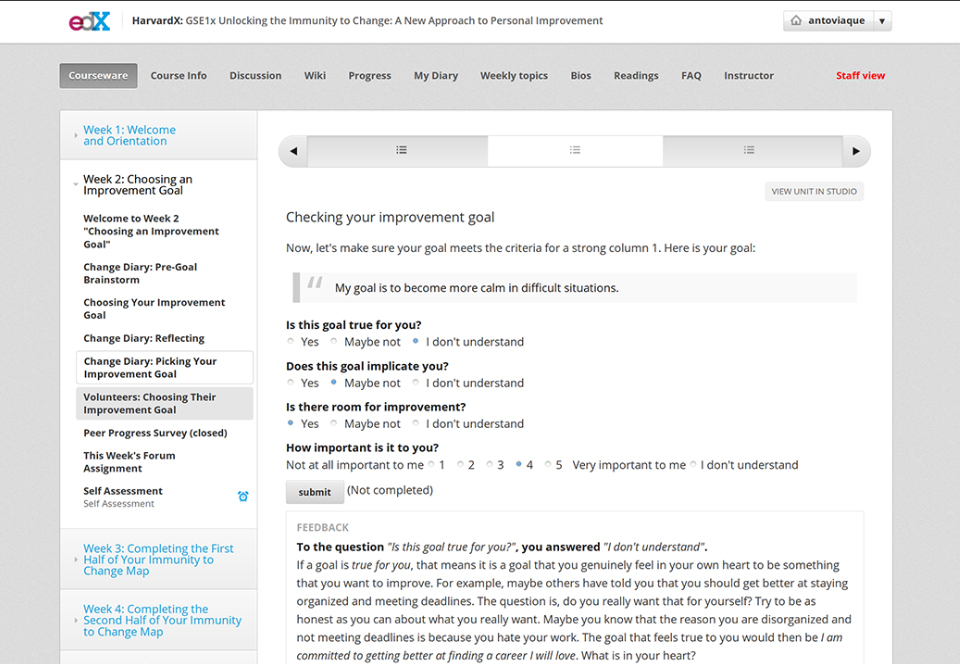 edX HarvardX: GSE1x Unlocking the Immunity to Change: A New Approach to Personal Improvement antoviaque
Courseware Course Info Discussion Wiki Progress My Diary Weekly topics Bios Readings FAQ Instructor Staff view
Week 1: Welcome
and Orientation
Week 2: Choosing an
Improvement Goal
Welcome to Week 2
"Choosing an Improvement
Goal"
Change Diary: Pre-Goal
Brainstorm
Choosing Your Improvement
Goal
Change Diary: Reflecting
Change Diary: Picking Your
Improvement Goal
Volunteers: Choosing Their
Improvement Goal
Peer Progress Survey (closed)
This Week's Forum
Assignment
Self Assessment
Self Assessment
Week 3: Completing the First
Half of Your Immunity to
Change Map
Week 4: Completing the
Second Half of Your Immunity
to Change Map
VIEW UNIT IN STUDIO
Checking your improvement goal
Now, let's make sure your goal meets the criteria for a strong column 1. Here is your goal:
“ My goal is to become more calm in difficult situations.
Is this goal true for you?
Yes Maybe not I don't understand
Does this goal implicate you?
Yes Maybe not I don't understand
Is there room for improvement?
Yes Maybe not I don't understand
How important is it to you?
Not at all important to me 1 2 3 4 5 Very important to me I don't understand
submit (Not completed)
FEEDBACK
To the question "Is this goal true for you?", you answered "I don't understand".
If a goal is true for you, that means it is a goal that you genuinely feel in your own heart to be something
that you want to improve. For example, maybe others have told you that you should get better at staying
organized and meeting deadlines. The question is, do you really want that for yourself? Try to be as
honest as you can about what you really want. Maybe you know that the reason you are disorganized and
not meeting deadlines is because you hate your work. The goal that feels true to you would then be I am
committed to getting better at finding a career I will love. What is in your heart?